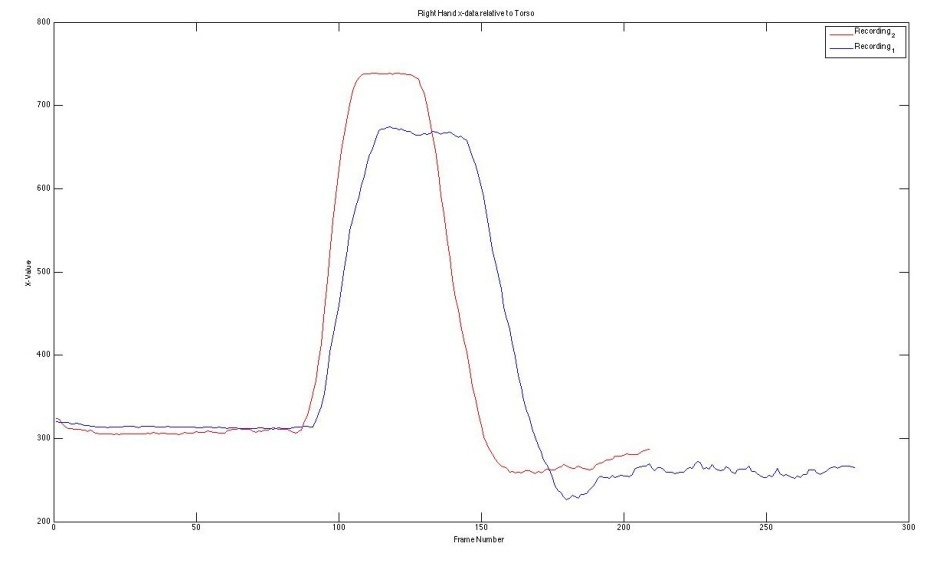 Right Hand x-data relative to Torso
Recording₂
Recording₁
800
700
600
500
400
300
200
X-Value
0
50
100
150
200
250
300
Frame Number